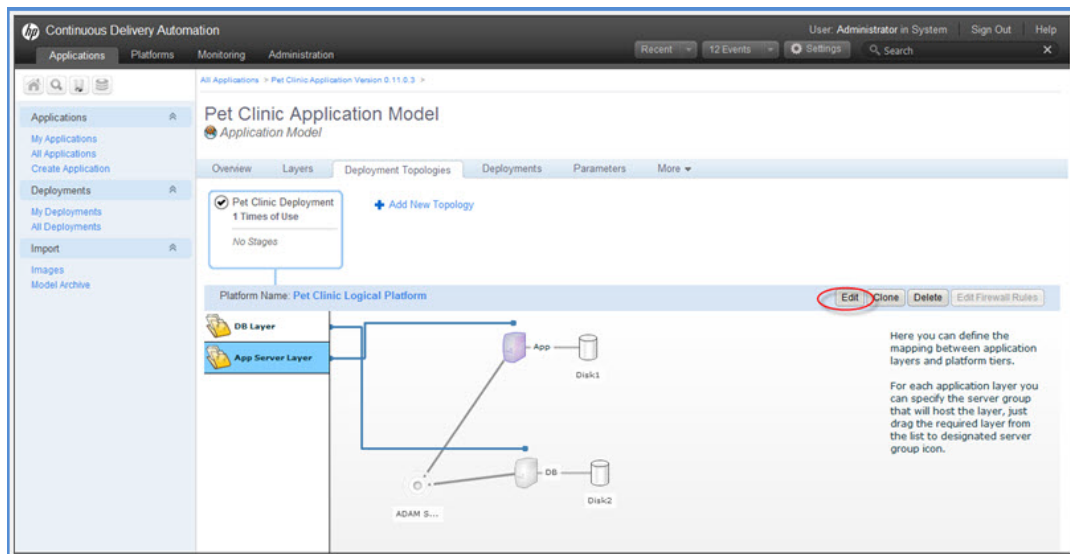 hp Continuous Delivery Automation
User: Administrator in System Sign Out Help
Applications Platforms Monitoring Administration
Recent 12 Events Settings Search X
All Applications > Pet Clinic Application Version 0.11.0.3 >
Applications
My Applications
All Applications
Create Application
Deployments
My Deployments
All Deployments
Import
Images
Model Archive
Pet Clinic Application Model
Application Model
Overview Layers Deployment Topologies Deployments Parameters More
Pet Clinic Deployment
1 Times of Use
No Stages
Add New Topology
Platform Name: Pet Clinic Logical Platform
Edit Clone Delete Edit Firewall Rules
DB Layer
App Server Layer
App
Disk1
DB
Disk2
ADAM S...
Here you can define the
mapping between application
layers and platform tiers.
For each application layer you
can specify the server group
that will host the layer, just
drag the required layer from
the list to designated server
group icon.